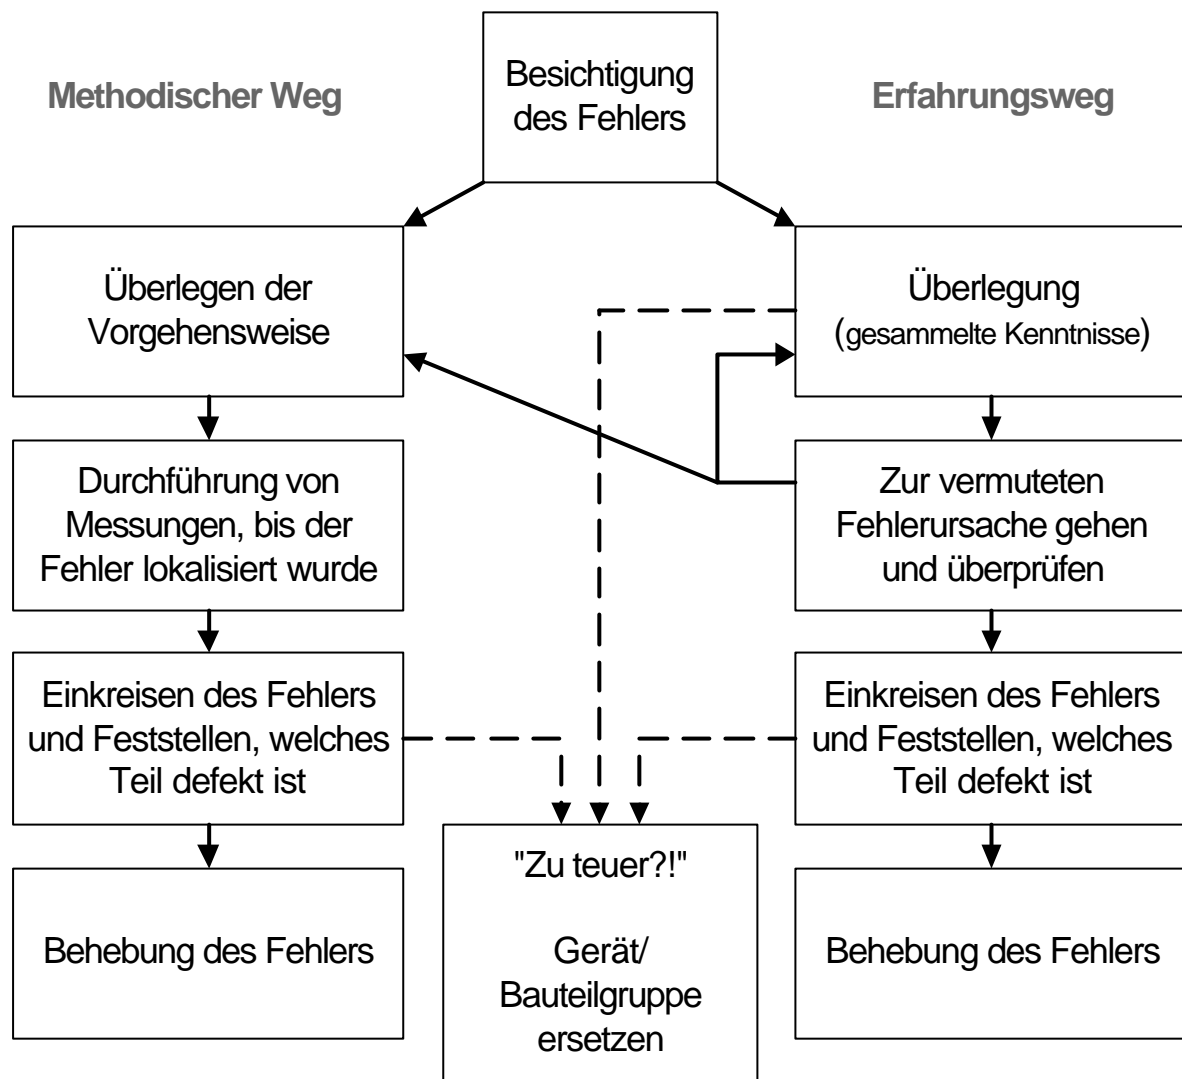 Methodischer Weg
Besichtigung
des Fehlers
Erfahrungsweg
Überlegen der
Vorgehensweise
Überlegung
(gesammelte Kenntnisse)
Durchführung von
Messungen, bis der
Fehler lokalisiert wurde
Zur vermuteten
Fehlerursache gehen
und überprüfen
Einkreisen des Fehlers
und Feststellen, welches
Teil defekt ist
Einkreisen des Fehlers
und Feststellen, welches
Teil defekt ist
Behebung des Fehlers
"Zu teuer?!"
Gerät/
Bauteilgruppe
ersetzen
Behebung des Fehlers